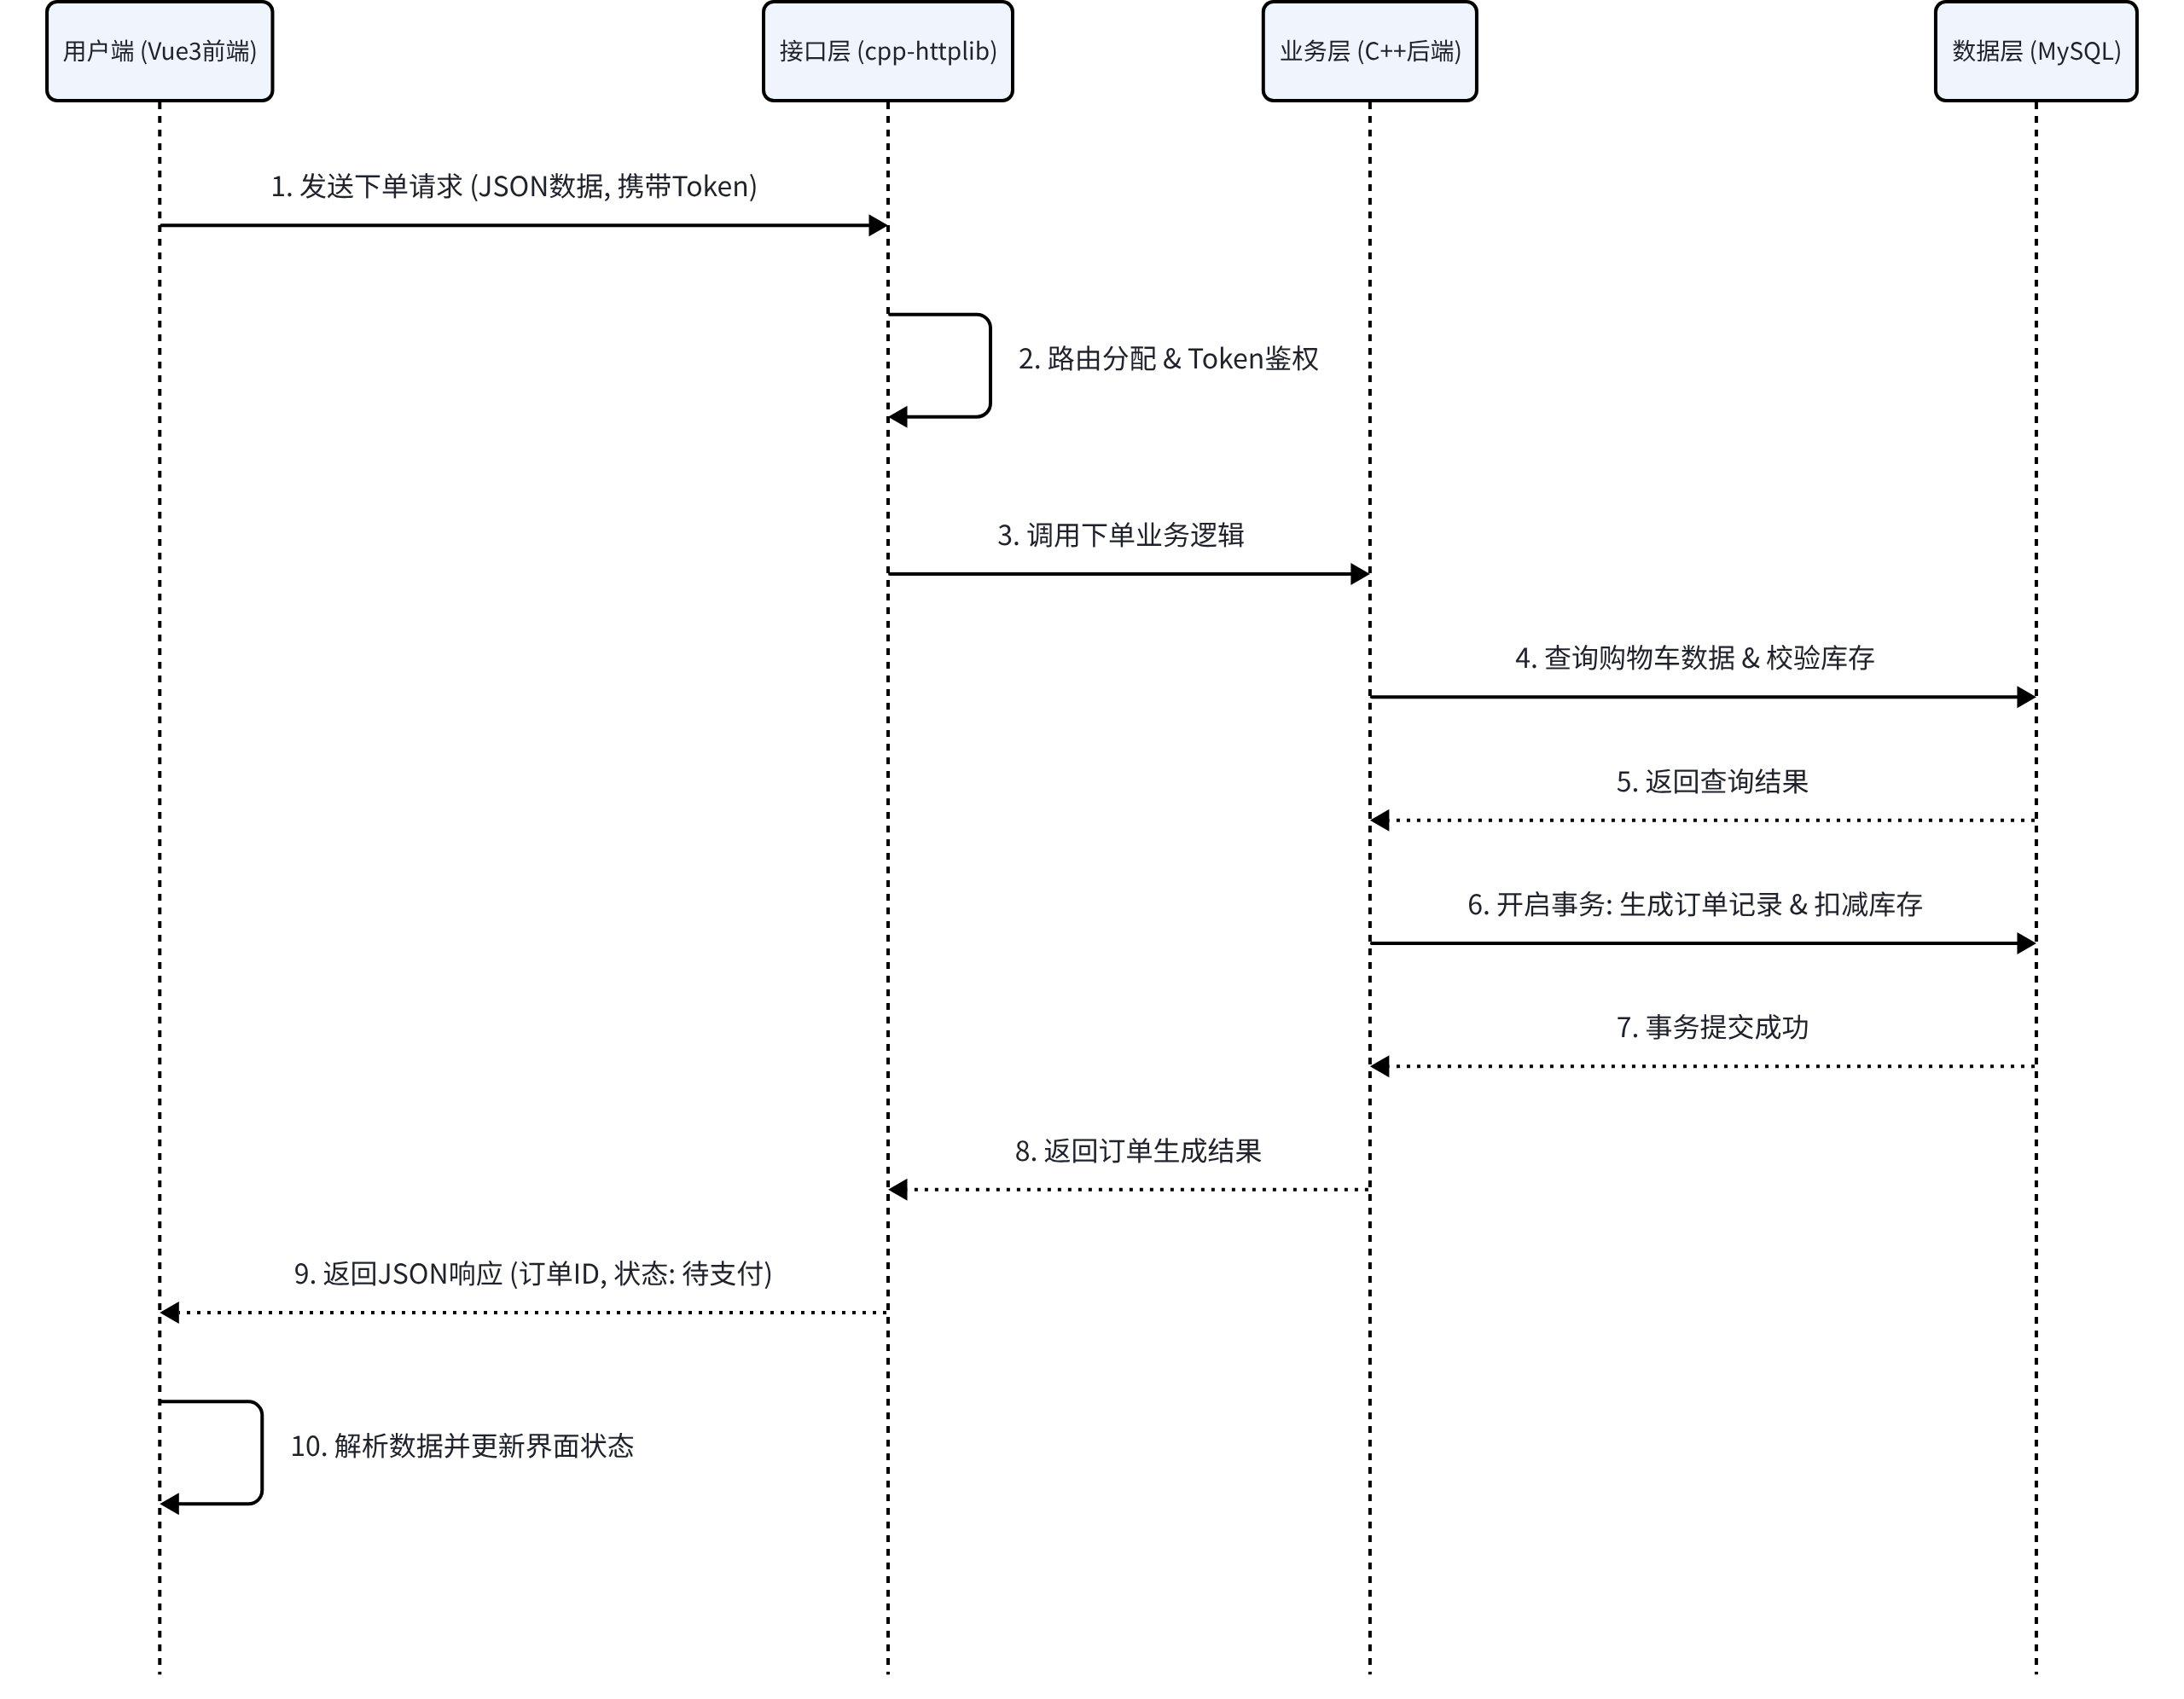 用户端 (Vue3前端)
接口层 (cpp-httplib)
业务层 (C++后端)
数据层 (MySQL)
1. 发送下单请求 (JSON数据, 携带Token)
2. 路由分配 & Token鉴权
3. 调用下单业务逻辑
4. 查询购物车数据 & 校验库存
5. 返回查询结果
6. 开启事务: 生成订单记录 & 扣减库存
7. 事务提交成功
8. 返回订单生成结果
9. 返回JSON响应 (订单ID, 状态: 待支付)
10. 解析数据并更新界面状态